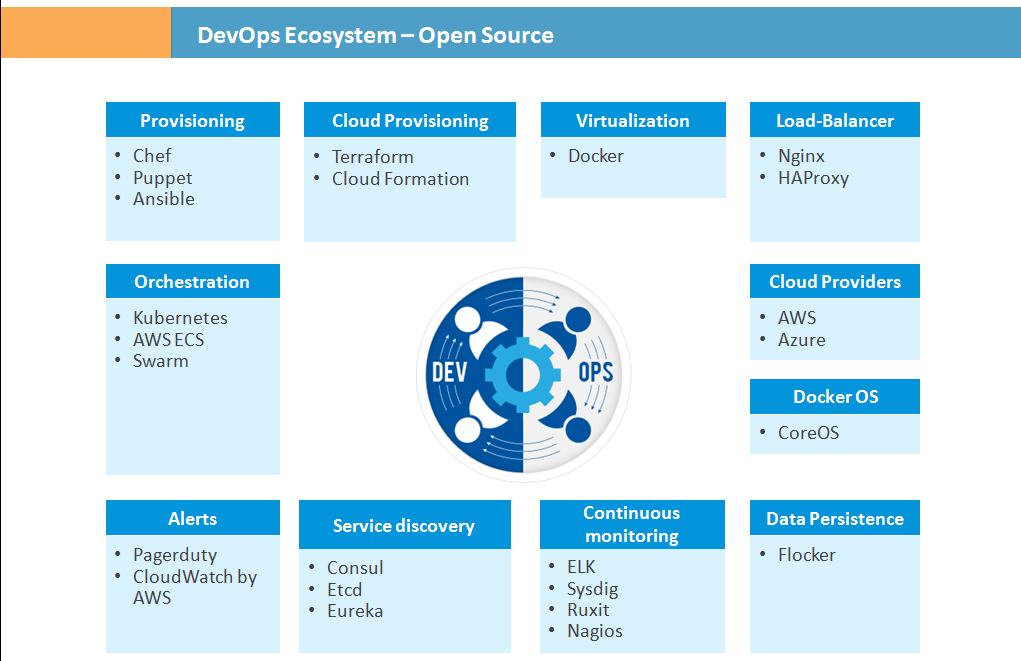 DevOps Ecosystem – Open Source
Provisioning
• Chef
• Puppet
• Ansible
Cloud Provisioning
• Terraform
• Cloud Formation
Virtualization
• Docker
Load-Balancer
• Nginx
• HAProxy
Orchestration
• Kubernetes
• AWS ECS
• Swarm
DEV
OPS
Cloud Providers
• AWS
• Azure
Docker OS
• CoreOS
Alerts
• Pagerduty
• CloudWatch by
AWS
Service discovery
• Consul
• Etcd
• Eureka
Continuous
monitoring
• ELK
• Sysdig
• Ruxit
• Nagios
Data Persistence
• Flocker